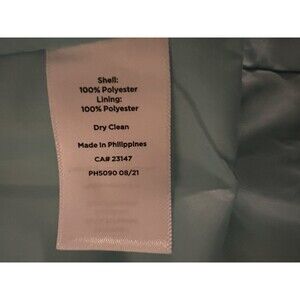 Shell:
100% Polyester
Lining:
100% Polyester
Dry Clean
Made in Philippines
CA# 23147
PH5090 08/21